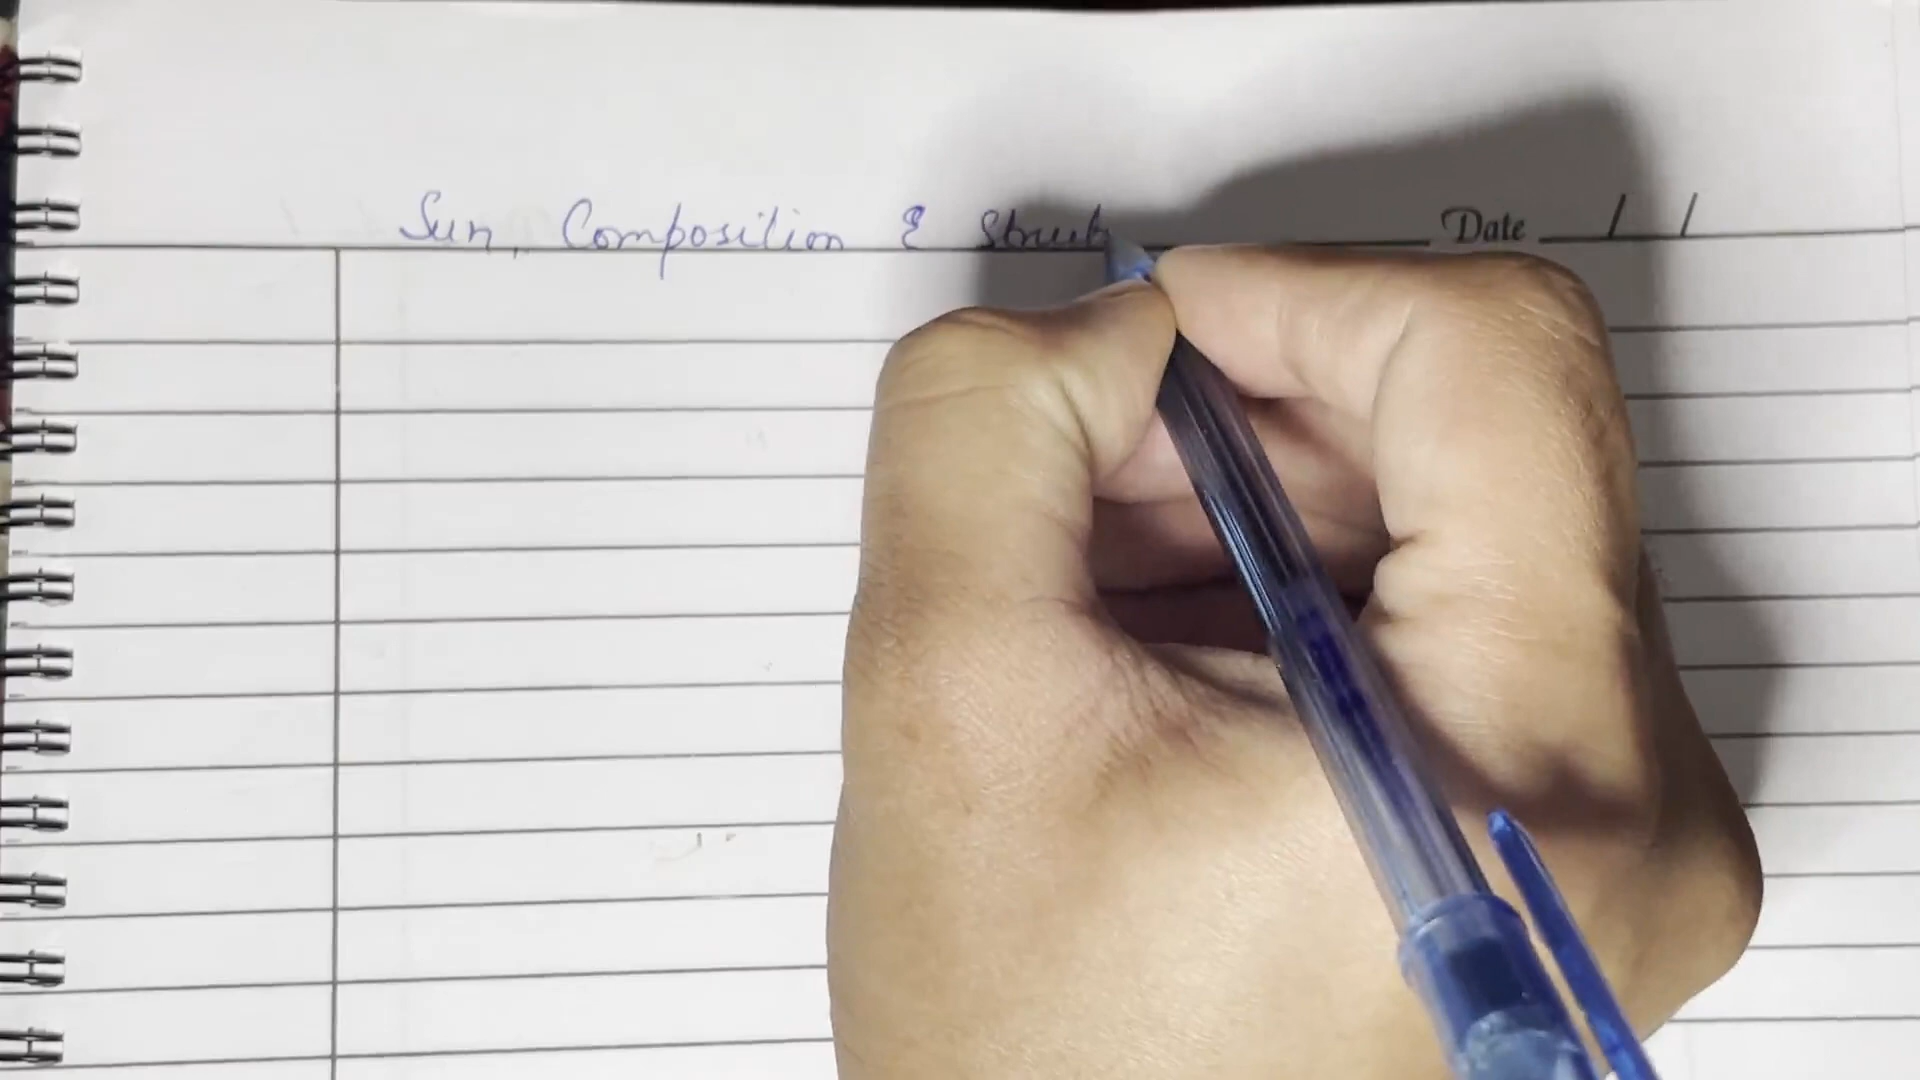 Sun, Composition & Struct Date / /